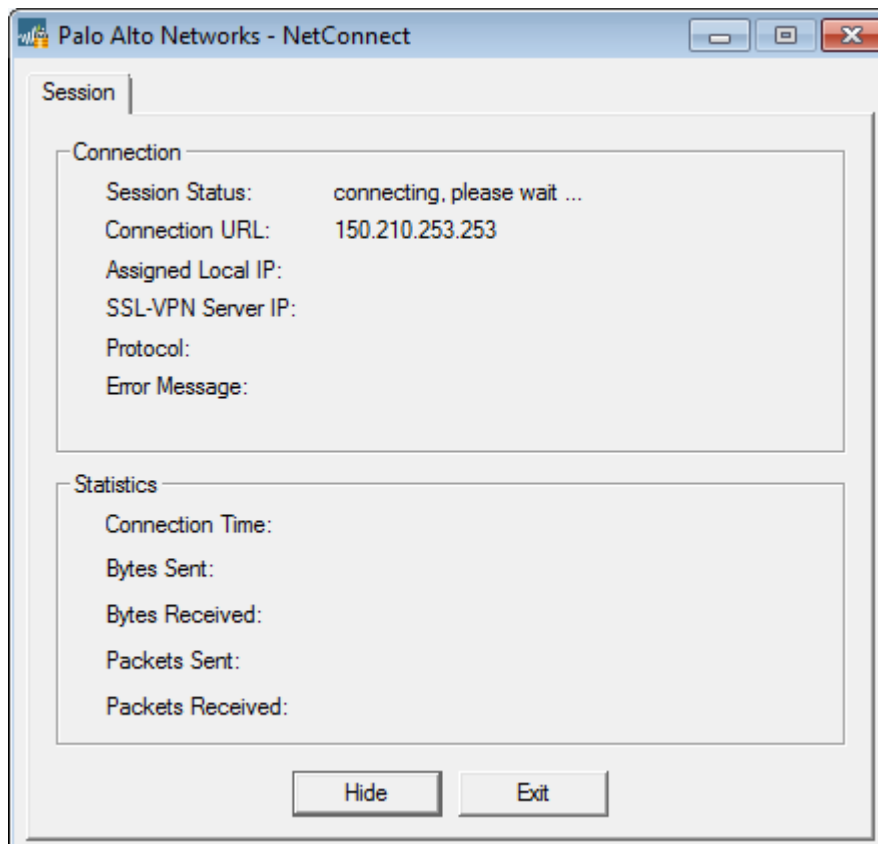 Palo Alto Networks - NetConnect
Session
Connection
Session Status: connecting, please wait ...
Connection URL: 150.210.253.253
Assigned Local IP:
SSL-VPN Server IP:
Protocol:
Error Message:
Statistics
Connection Time:
Bytes Sent:
Bytes Received:
Packets Sent:
Packets Received:
Hide Exit